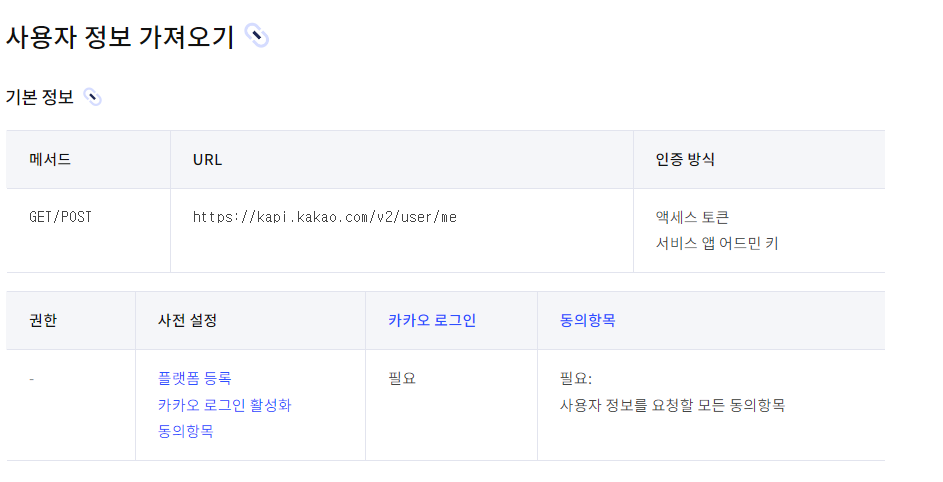 사용자 정보 가져오기
기본 정보
메서드 URL 인증 방식
GET/POST https://kapi.kakao.com/v2/user/me 액세스 토큰
서비스 앱 어드민 키
권한 사전 설정 카카오 로그인 동의항목
- 플랫폼 등록 필요 필요:
카카오 로그인 활성화 사용자 정보를 요청할 모든 동의항목
동의항목